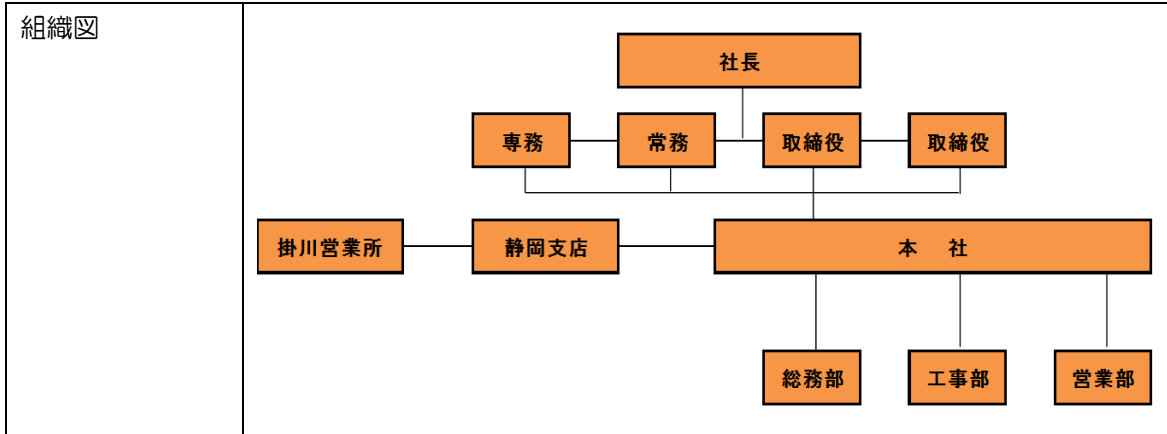 組織図
社長
専務
常務
取締役
取締役
掛川営業所
静岡支店
本　社
総務部
工事部
営業部